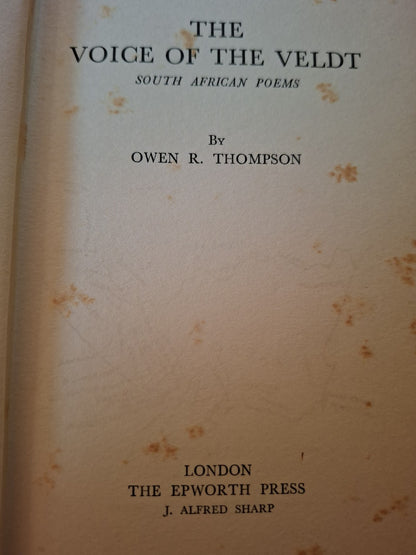 THE
VOICE OF THE VELDT
SOUTH AFRICAN POEMS
By
OWEN R. THOMPSON
LONDON
THE EPWORTH PRESS
J. ALFRED SHARP